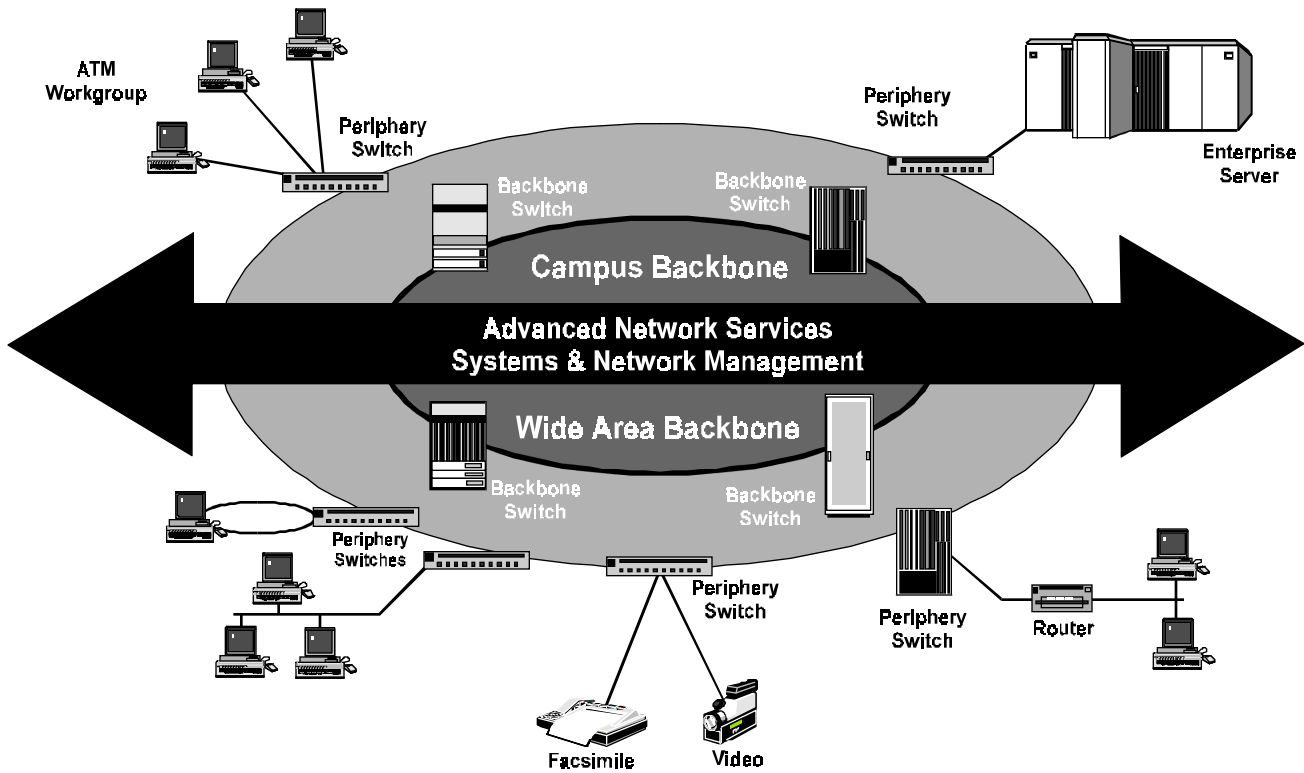 ATM
Workgroup
Periphery
Switch
Periphery
Switch
Enterprise
Server
Backbone
Switch
Backbone
Switch
Campus Backbone
Advanced Network Services
Systems & Network Management
Wide Area Backbone
Backbone
Switch
Backbone
Switch
Periphery
Switches
Periphery
Switch
Periphery
Switch
Router
Facsimile
Video